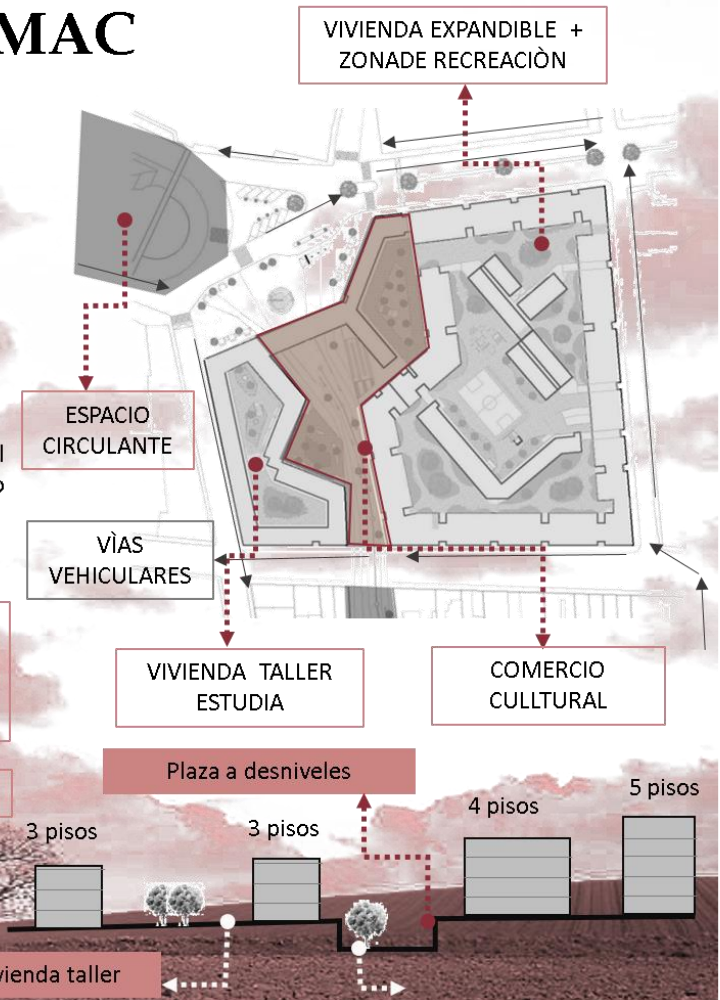 MAC
VIVIENDA EXPANDIBLE +
ZONADE RECREACIÒN
ESPACIO
CIRCULANTE
VÌAS
VEHICULARES
VIVIENDA TALLER
ESTUDIA
COMERCIO
CULLTURAL
Plaza a desniveles
3 pisos
3 pisos
4 pisos
5 pisos
taller